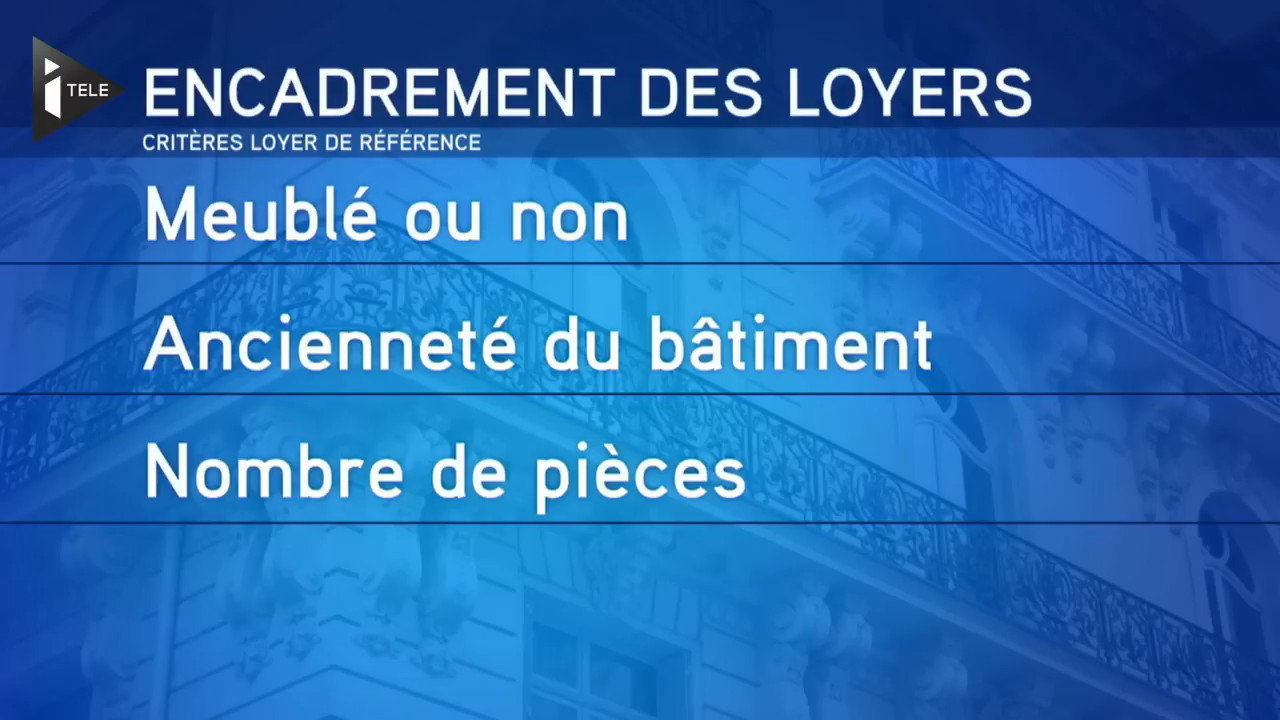 i TELE
ENCADREMENT DES LOYERS
CRITÈRES LOYER DE RÉFÉRENCE
Meublé ou non
Ancienneté du bâtiment
Nombre de pièces